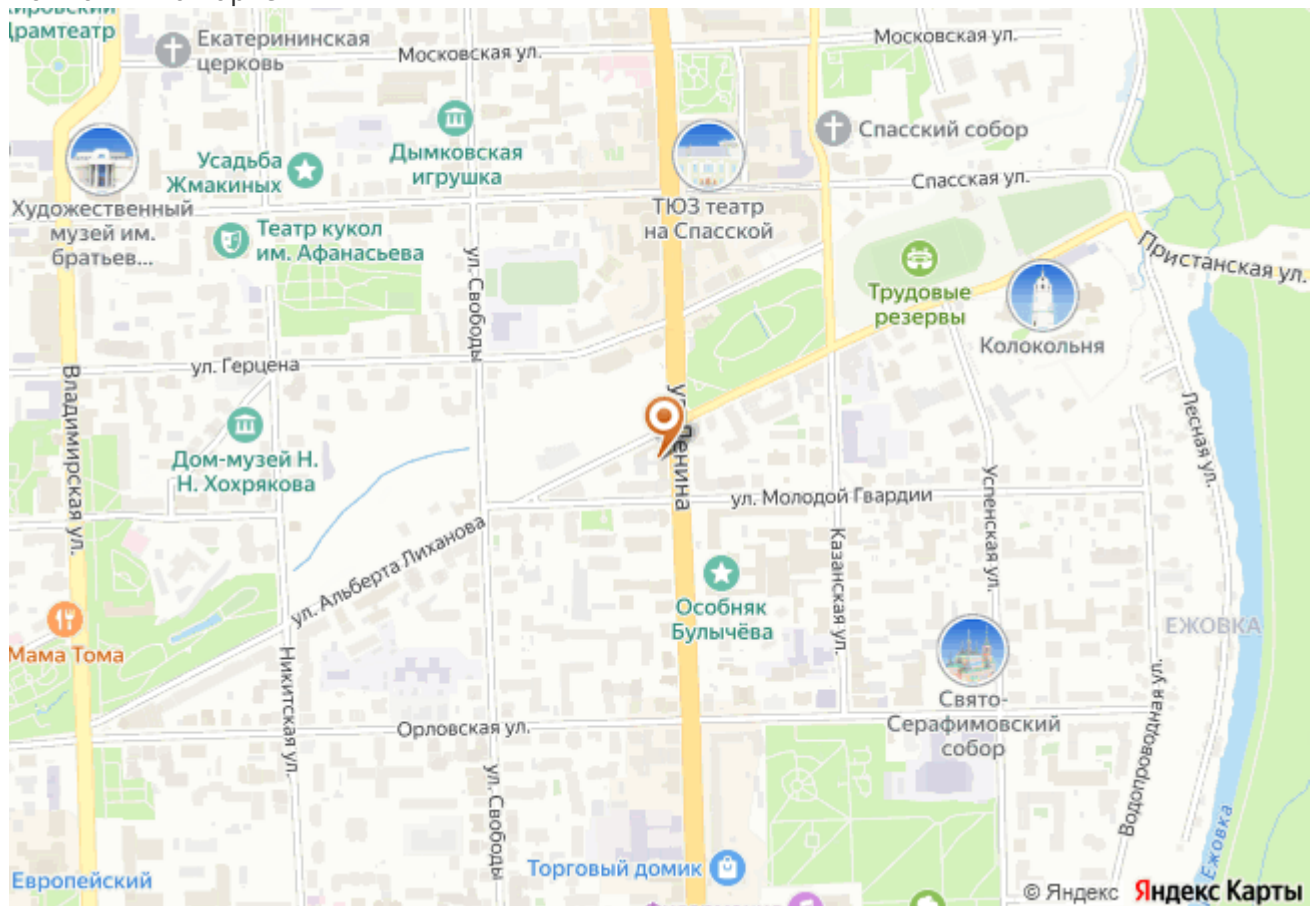 Кировский
Драмтеатр
Екатерининская
церковь
Московская ул.
Московская ул.
Спасский собор
Дымковская
игрушка
Усадьба
Жмакиных
Спасская ул.
Художественный
музей им.
братьев...
ТЮЗ театр
на Спасской
Театр кукол
им. Афанасьева
ул. Свободы
Пристанская ул.
Трудовые
резервы
Колокольня
ул. Герцена
Владимирская ул.
ул. Ленина
Лесная ул.
Дом-музей Н.
Н. Хохрякова
ул. Молодой Гвардии
Успенская ул.
ул. Альберта Лиханова
Казанская ул.
Особняк
Булычёва
ЕЖОВКА
Мама Тома
Никитская ул.
Свято-
Серафимовский
собор
Водопроводная ул.
Орловская ул.
ул. Свободы
Ежовка
Торговый домик
Европейский
© Яндекс Яндекс Карты